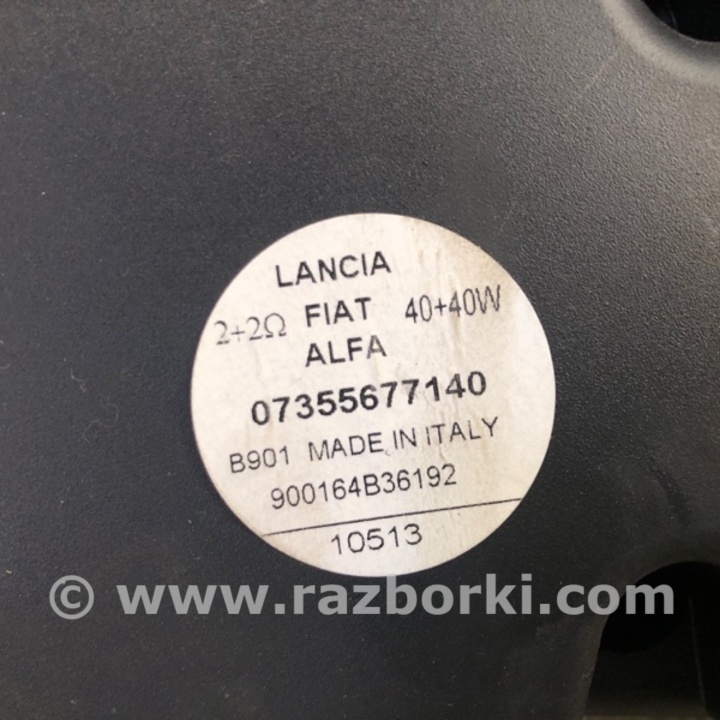 LANCIA
2+2Ω FIAT 40+40W
ALFA
07355677140
B901 MADE IN ITALY
900164B36192
10513
© www.razborki.com